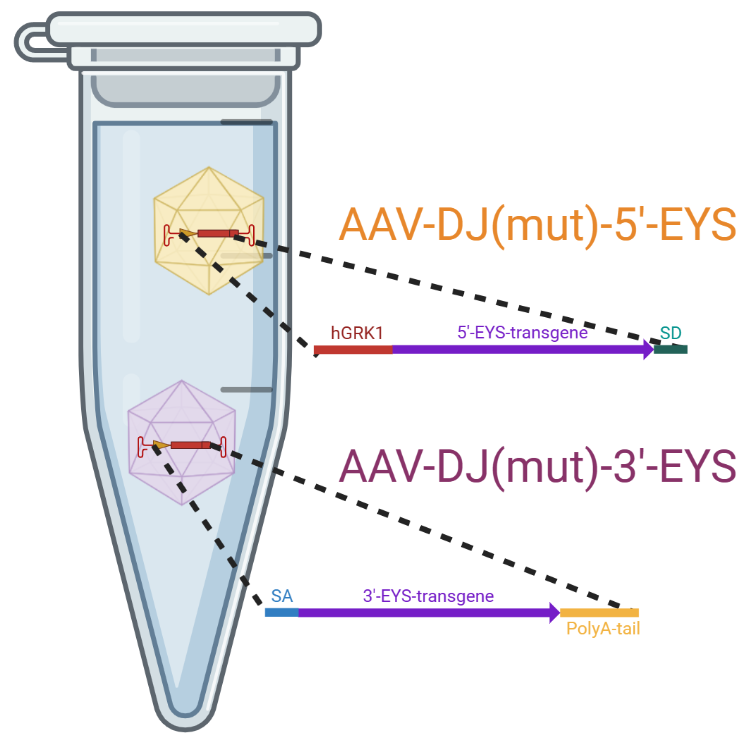 AAV-DJ(mut)-5'-EYS
hGRK1
5'-EYS-transgene
SD
AAV-DJ(mut)-3'-EYS
SA
3'-EYS-transgene
PolyA-tail